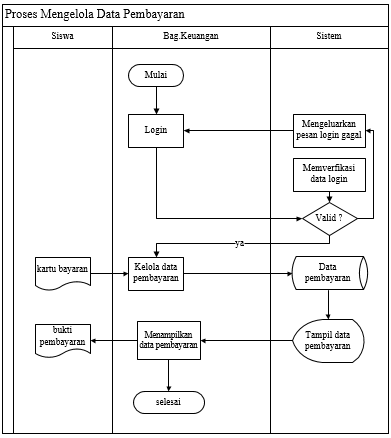 Proses Mengelola Data Pembayaran
Siswa
Bag.Keuangan
Sistem
Mulai
Login
Mengeluarkan
pesan login gagal
Memverfikasi
data login
Valid ?
ya
kartu bayaran
Kelola data
pembayaran
Data
pembayaran
bukti
pembayaran
Menampilkan
data pembayaran
Tampil data
pembayaran
selesai